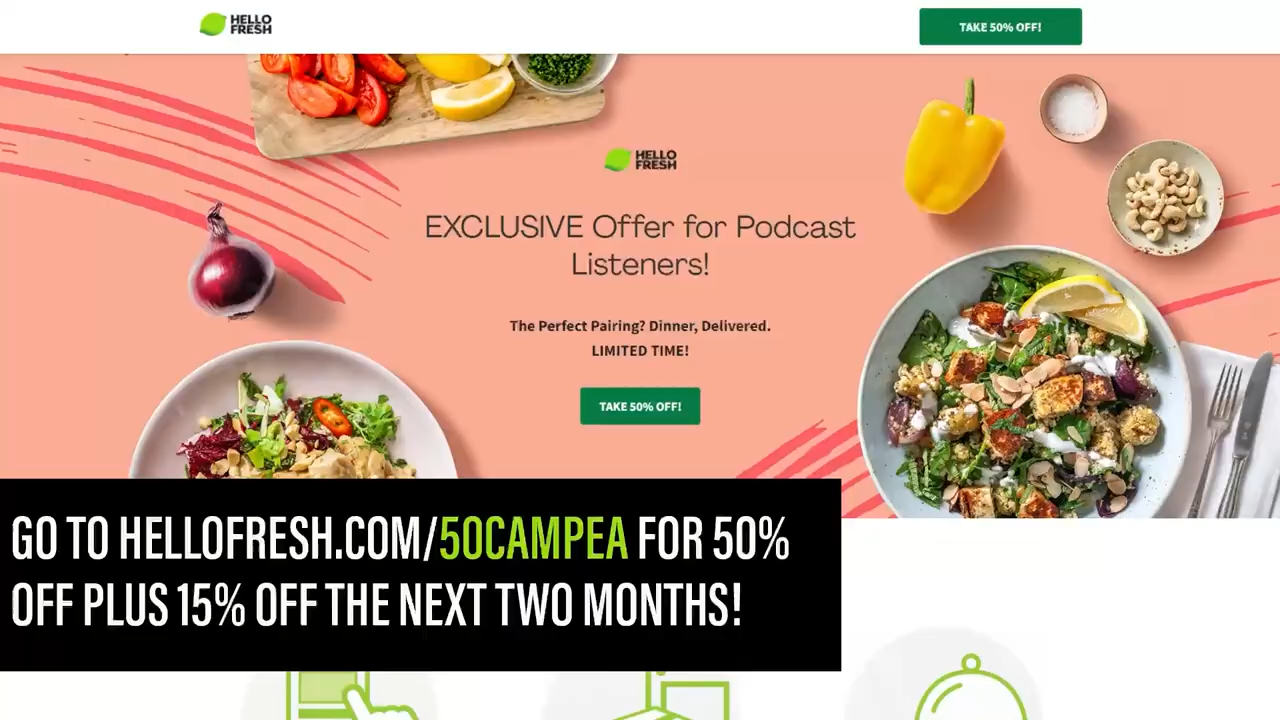 HELLO
FRESH
TAKE 50% OFF!
HELLO
FRESH
EXCLUSIVE Offer for Podcast
Listeners!
The Perfect Pairing? Dinner, Delivered.
LIMITED TIME!
TAKE 50% OFF!
GO TO HELLOFRESH.COM/50CAMPEA FOR 50%
OFF PLUS 15% OFF THE NEXT TWO MONTHS!